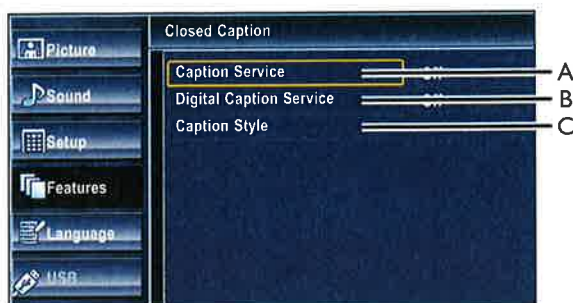 Closed Caption
Picture
Sound
Setup
Features
Language
USB
Caption Service
A
Digital Caption Service
B
Caption Style
C